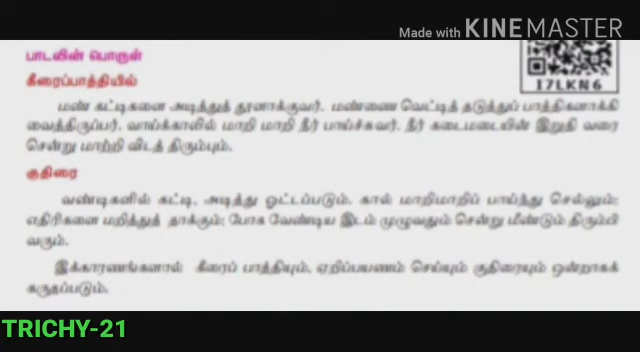 Made with KINEMASTER
பாடலின் பொருள்
கீரைப்பாத்தியில்
I7LKN6
மண் கட்டிகளை அடித்துத் தூளாக்குவர். மண்ணை வெட்டித் தடுத்துப் பாத்திகளாக்கி
வைத்திருப்பர். வாய்க்காலில் மாறி மாறி நீர் பாய்ச்சுவர். நீர் கடைமடையின் இறுதி வரை
சென்று மாற்றி விடத் திரும்பும்.
குதிரை
வண்டிகளில் கட்டி, அடித்து ஓட்டப்படும். கால் மாறிமாறிப் பாய்ந்து செல்லும்;
எதிரிகளை மறித்துத் தாக்கும்; போக வேண்டிய இடம் முழுவதும் சென்று மீண்டும் திரும்பி
வரும்.
இக்காரணங்களால் கீரைப் பாத்தியும், ஏறிப்பயணம் செய்யும் குதிரையும் ஒன்றாகக்
கருதப்படும்.
TRICHY-21